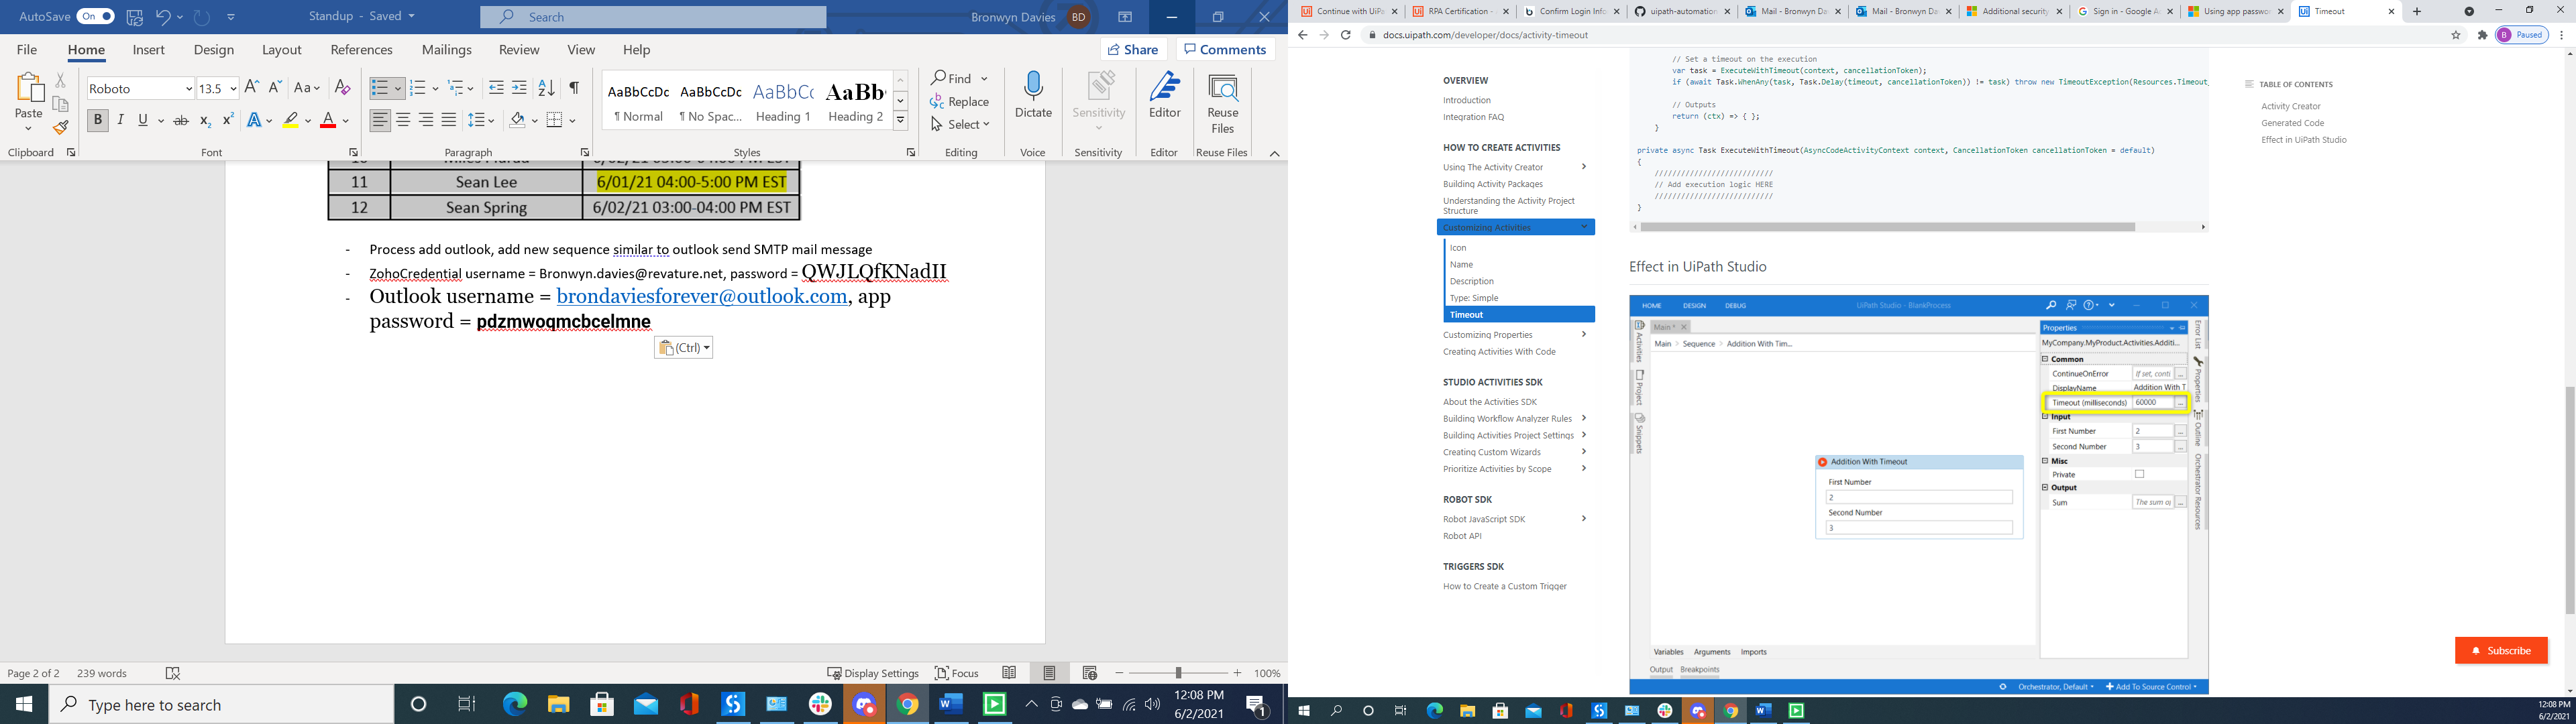 AutoSave On Standup - Saved Search Bronwyn Davies BD
File Home Insert Design Layout References Mailings Review View Help Share Comments
Paste Roboto 13.5 Aa
B I U ab x₂ x² A A
AaBbCcDc AaBbCcDc AaBbCc AaBb
¶ Normal ¶ No Spac... Heading 1 Heading 2
Find
Replace
Select
Dictate Sensitivity Editor Reuse Files
Clipboard Font Paragraph Styles Editing Voice Sensitivity Editor Reuse Files
11 Sean Lee 6/01/21 04:00-5:00 PM EST
12 Sean Spring 6/02/21 03:00-04:00 PM EST
- Process add outlook, add new sequence similar to outlook send SMTP mail message
- ZohoCredential username = Bronwyn.davies@revature.net, password = QWJLQfKNadII
- Outlook username = brondaviesforever@outlook.com, app
password = pdzmwoqmcbcelmne
(Ctrl)
Page 2 of 2 239 words Display Settings Focus 100%
Type here to search
12:08 PM
6/2/2021
1
Continue with UiPa RPA Certification - Confirm Login Info uipath-automation Mail - Bronwyn Da Mail - Bronwyn Da Additional security Sign in - Google A Using app passwo Timeout
docs.uipath.com/developer/docs/activity-timeout B Paused
OVERVIEW
Introduction
Integration FAQ
HOW TO CREATE ACTIVITIES
Using The Activity Creator
Building Activity Packages
Understanding the Activity Project
Structure
Customizing Activities
Icon
Name
Description
Type: Simple
Timeout
Customizing Properties
Creating Activities With Code
STUDIO ACTIVITIES SDK
About the Activities SDK
Building Workflow Analyzer Rules
Building Activities Project Settings
Creating Custom Wizards
Prioritize Activities by Scope
ROBOT SDK
Robot JavaScript SDK
Robot API
TRIGGERS SDK
How to Create a Custom Trigger
// Set a timeout on the execution
var task = ExecuteWithTimeout(context, cancellationToken);
if (await Task.WhenAny(task, Task.Delay(timeout, cancellationToken)) != task) throw new TimeoutException(Resources.Timeout_
// Outputs
return (ctx) => { };
}
private async Task ExecuteWithTimeout(AsyncCodeActivityContext context, CancellationToken cancellationToken = default)
{
///////////////////////////
// Add execution logic HERE
///////////////////////////
}
Effect in UiPath Studio
HOME DESIGN DEBUG UiPath Studio - BlankProcess
Activities
Project
Snippets
Main *
Main > Sequence > Addition With Tim...
Addition With Timeout
First Number
2
Second Number
3
Properties
MyCompany.MyProduct.Activities.Additi...
Common
ContinueOnError If set, conti ...
DisplayName Addition With T
Timeout (milliseconds) 60000 ...
Input
First Number 2 ...
Second Number 3 ...
Misc
Private
Output
Sum The sum o ...
Error List
Properties
Outline
Orchestrator Resources
Variables Arguments Imports
Output Breakpoints
Orchestrator, Default Add To Source Control
TABLE OF CONTENTS
Activity Creator
Generated Code
Effect in UiPath Studio
Subscribe
12:08 PM
6/2/2021